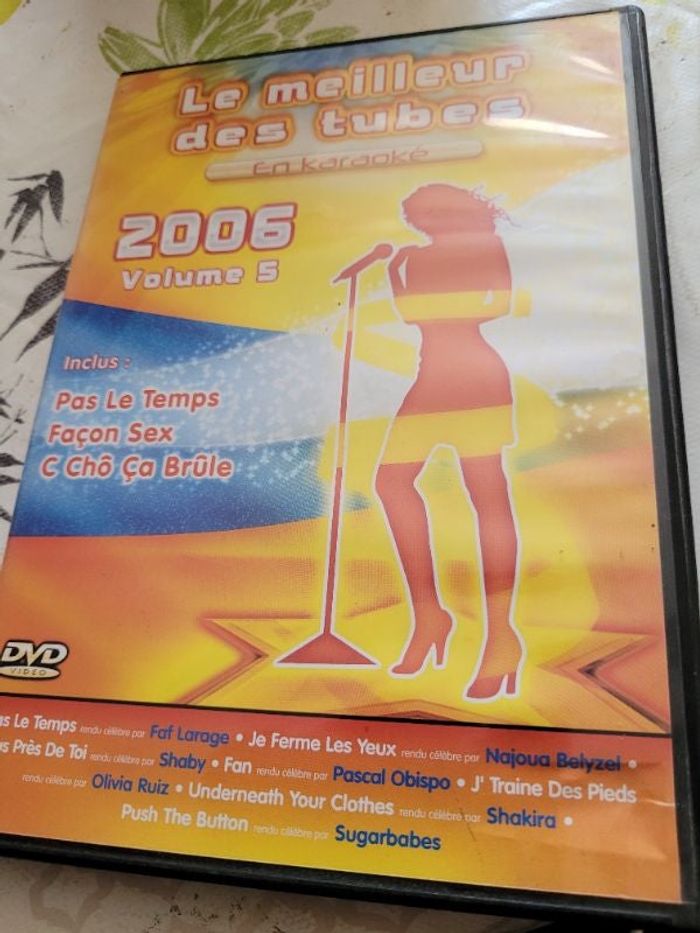 Le meilleur
des tubes
En karaoké
2006
Volume 5
Inclus :
Pas Le Temps
Façon Sex
C Chô Ça Brûle
DVD
VIDEO
as Le Temps rendu célèbre par Faf Larage • Je Ferme Les Yeux rendu célèbre par Najoua Belyzel •
us Près De Toi rendu célèbre par Shaby • Fan rendu célèbre par Pascal Obispo • J' Traine Des Pieds
rendu célèbre par Olivia Ruiz • Underneath Your Clothes rendu célèbre par Shakira •
Push The Button rendu célèbre par Sugarbabes